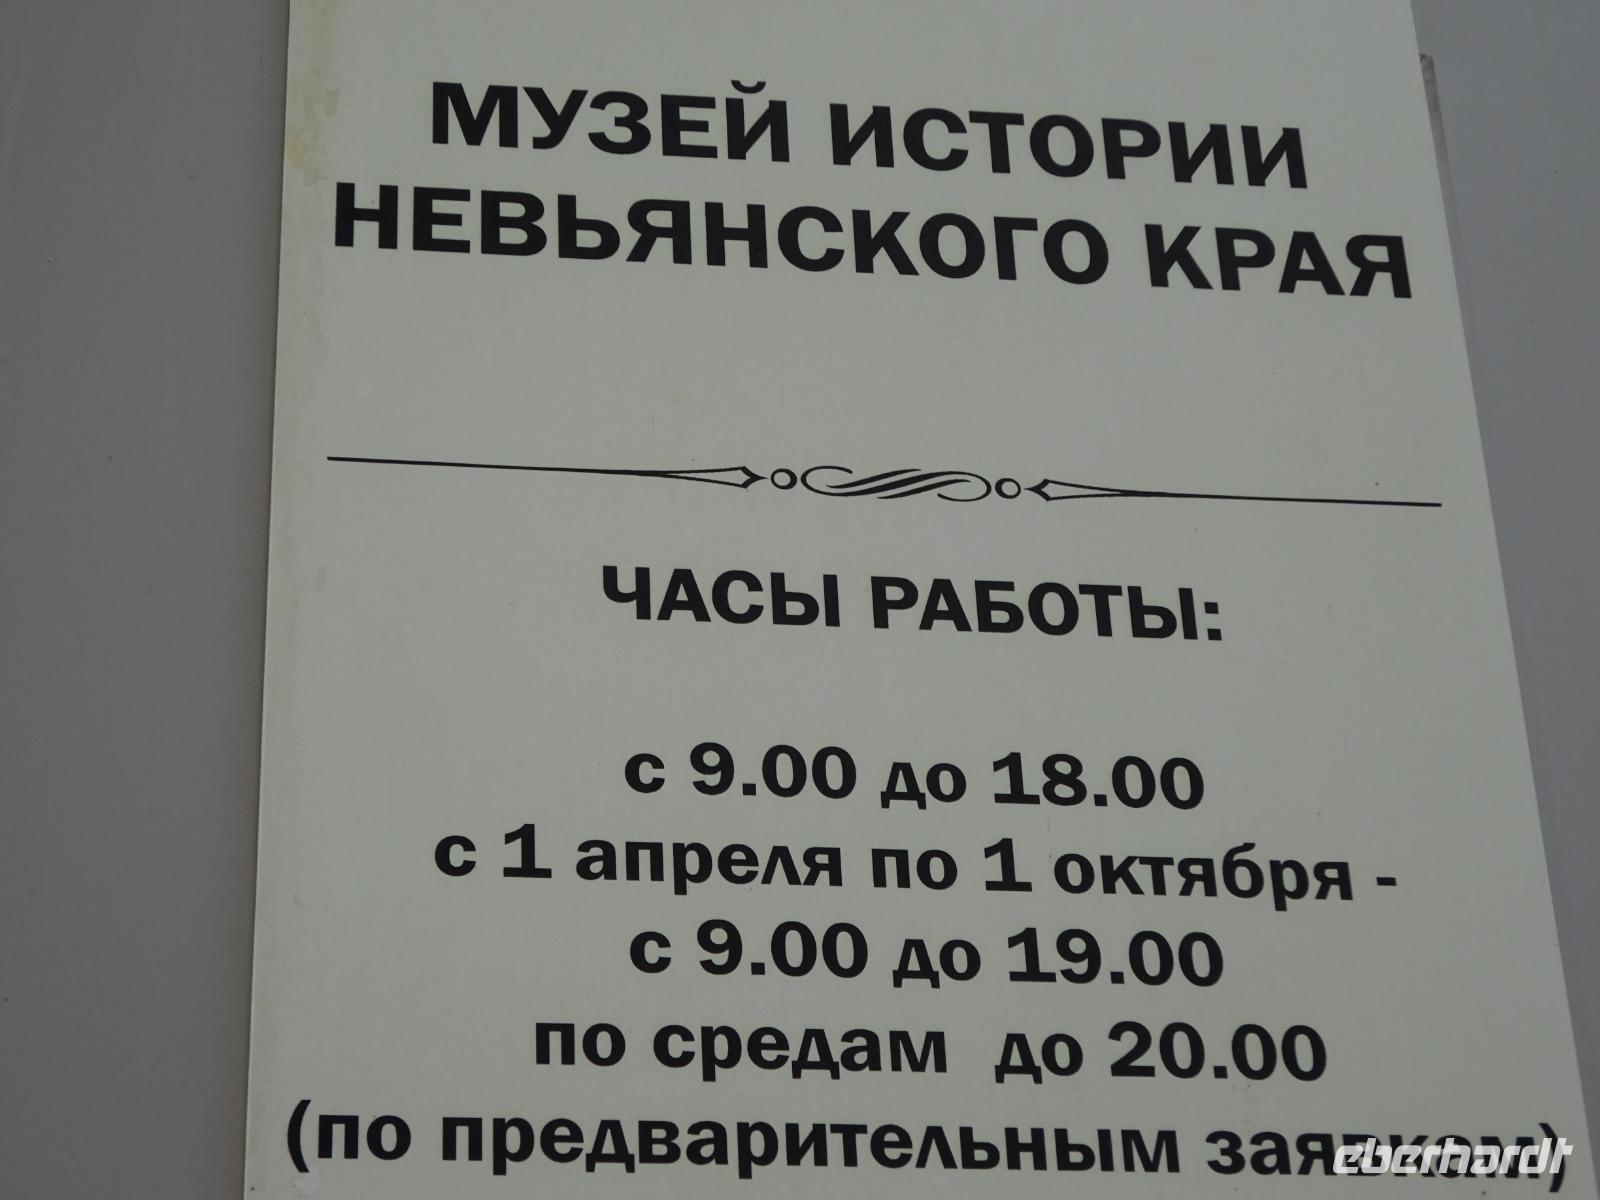 МУЗЕЙ ИСТОРИИ
НЕВЬЯНСКОГО КРАЯ
ЧАСЫ РАБОТЫ:
с 9.00 до 18.00
с 1 апреля по 1 октября -
с 9.00 до 19.00
по средам до 20.00
(по предварительным заявкам)
eberhardt